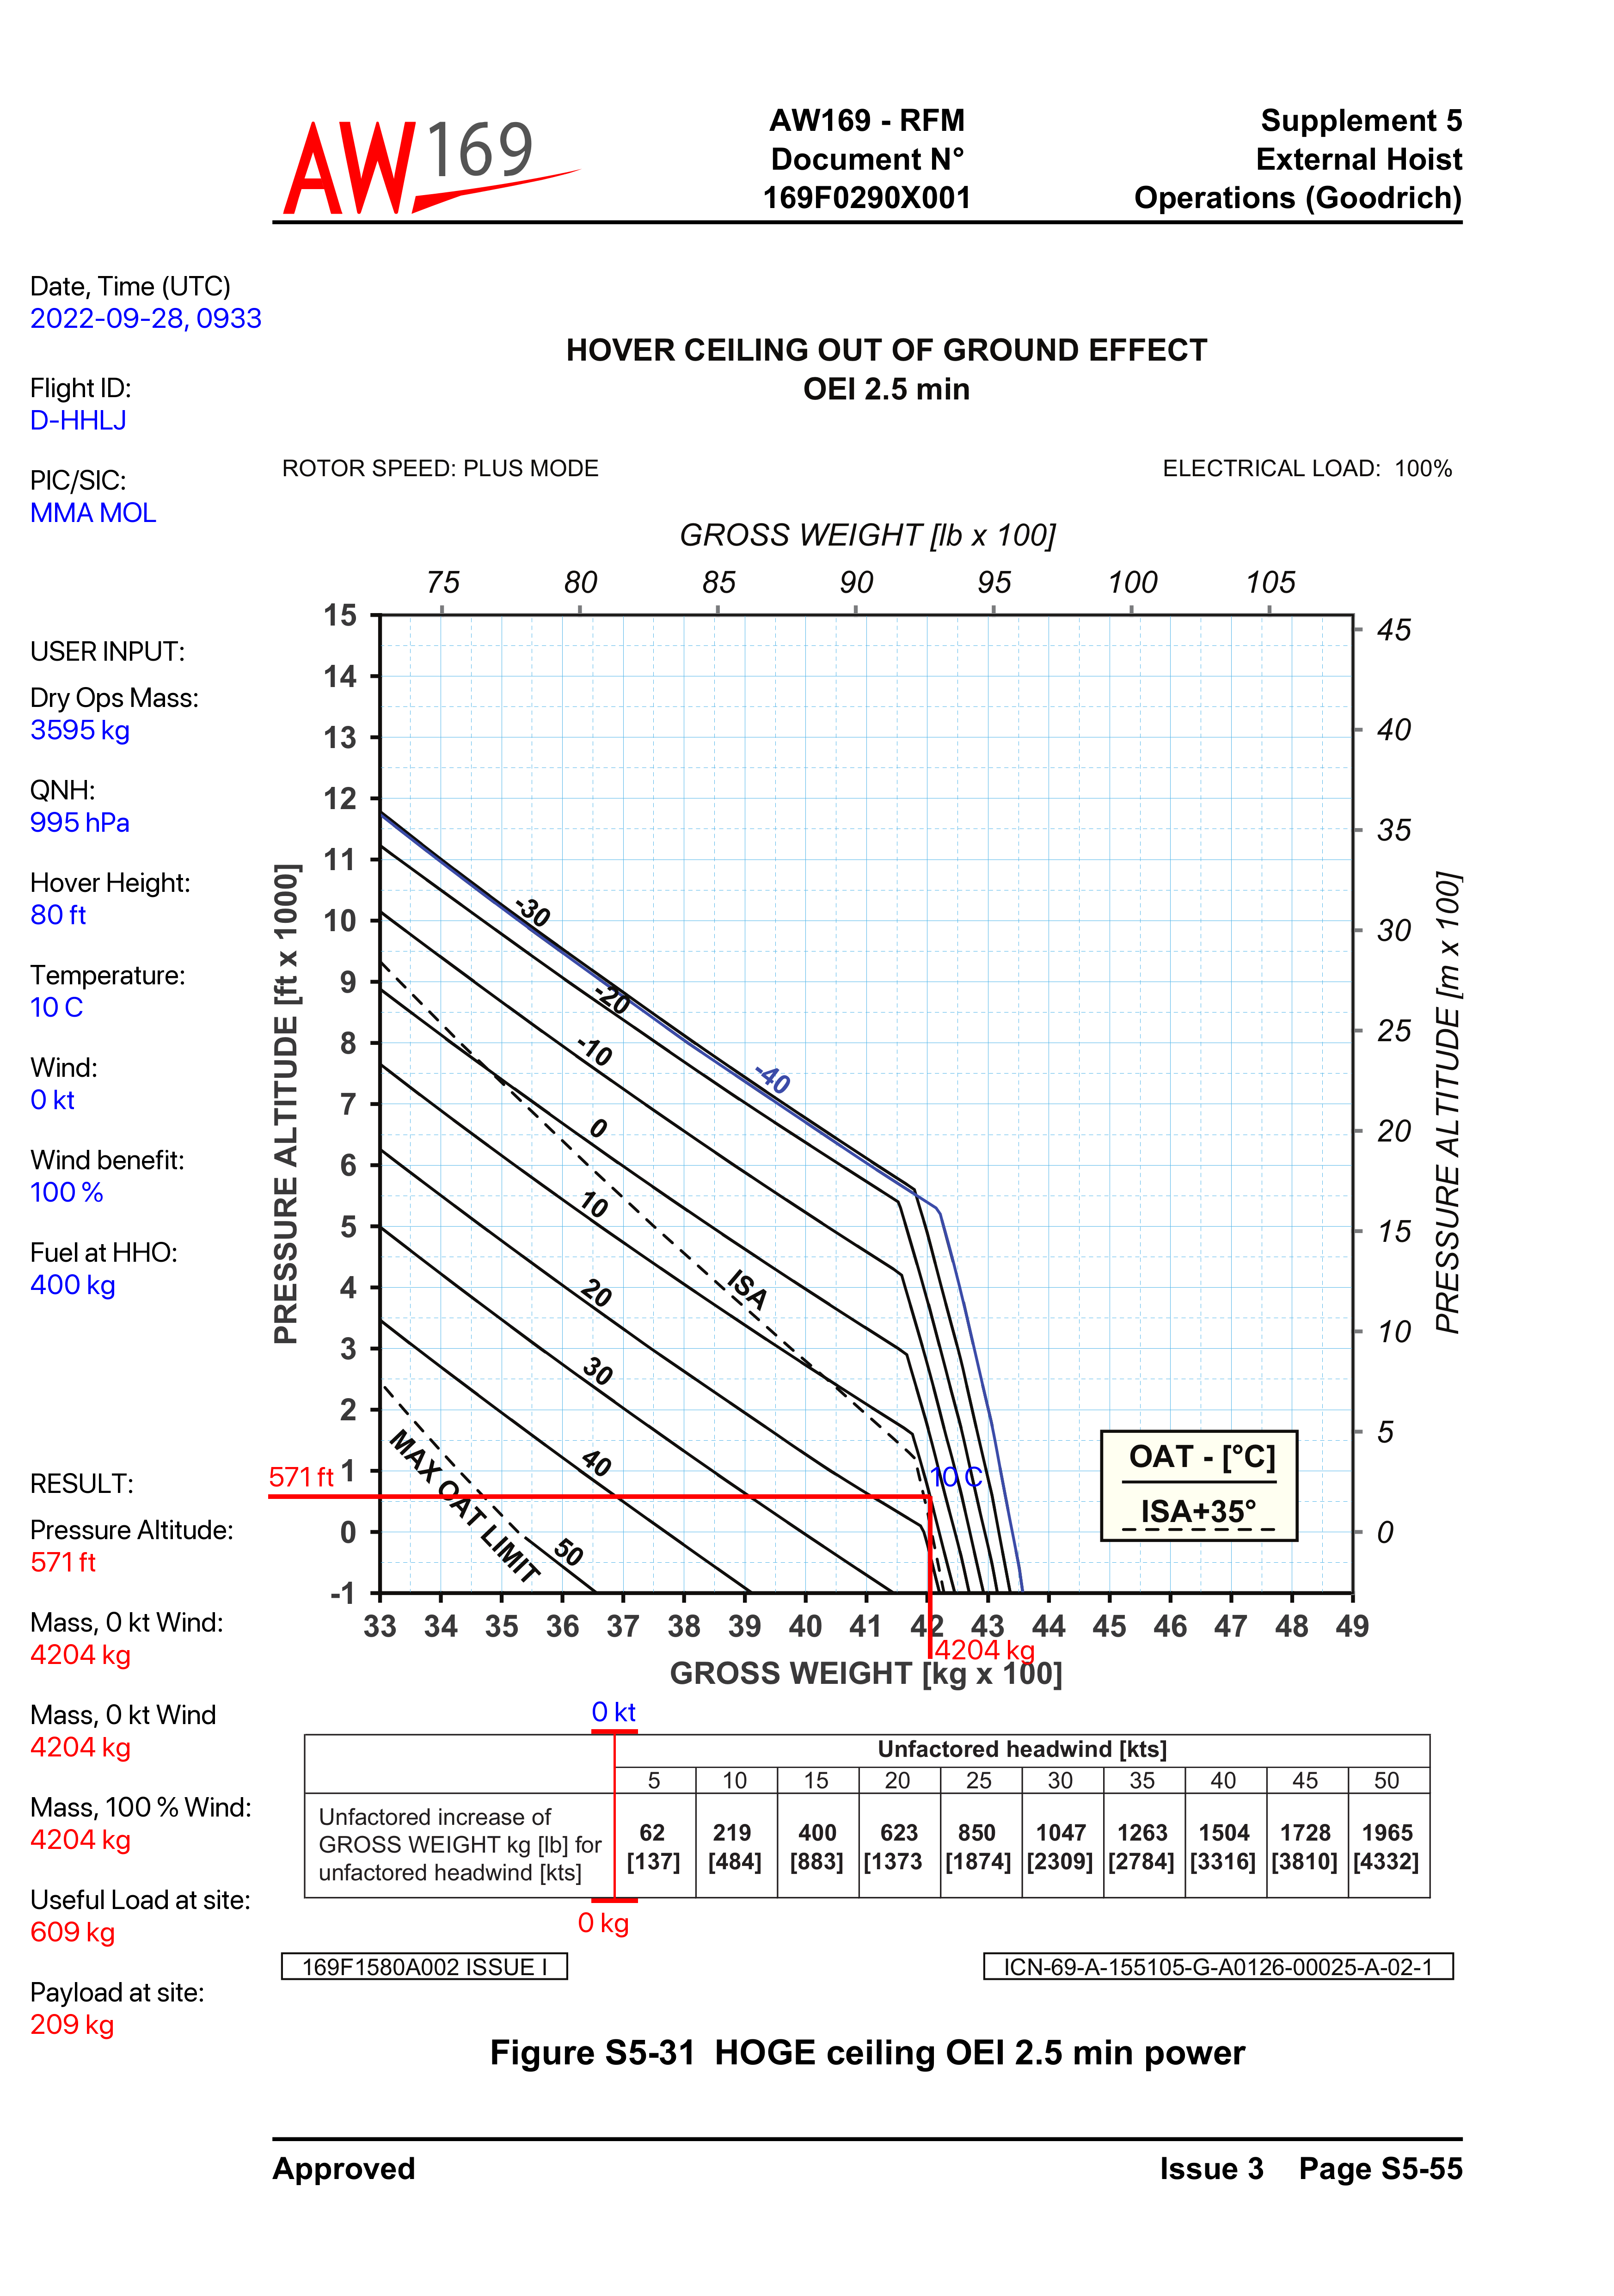 AW169
AW169 - RFM
Document N°
169F0290X001
Supplement 5
External Hoist
Operations (Goodrich)
Date, Time (UTC)
2022-09-28, 0933
Flight ID:
D-HHLJ
PIC/SIC:
MMA MOL
USER INPUT:
Dry Ops Mass:
3595 kg
QNH:
995 hPa
Hover Height:
80 ft
Temperature:
10 C
Wind:
0 kt
Wind benefit:
100 %
Fuel at HHO:
400 kg
RESULT:
Pressure Altitude:
571 ft
Mass, 0 kt Wind:
4204 kg
Mass, 0 kt Wind
4204 kg
Mass, 100 % Wind:
4204 kg
Useful Load at site:
609 kg
Payload at site:
209 kg
HOVER CEILING OUT OF GROUND EFFECT
OEI 2.5 min
ROTOR SPEED: PLUS MODE
ELECTRICAL LOAD: 100%
GROSS WEIGHT [lb x 100]
75 80 85 90 95 100 105
PRESSURE ALTITUDE [ft x 1000]
15
14
13
12
11
10
9
8
7
6
5
4
3
2
1
0
-1
571 ft
-30
-20
-10
-40
0
10
ISA
20
30
40
50
MAX OAT LIMIT
10 C
OAT - [°C]
ISA+35°
45
40
35
30
25
20
15
10
5
0
PRESSURE ALTITUDE [m x 100]
33 34 35 36 37 38 39 40 41 42 43 44 45 46 47 48 49
4204 kg
GROSS WEIGHT [kg x 100]
0 kt
Unfactored headwind [kts]
5 10 15 20 25 30 35 40 45 50
Unfactored increase of
GROSS WEIGHT kg [lb] for
unfactored headwind [kts]
62 219 400 623 850 1047 1263 1504 1728 1965
[137] [484] [883] [1373 [1874] [2309] [2784] [3316] [3810] [4332]
0 kg
169F1580A002 ISSUE I
ICN-69-A-155105-G-A0126-00025-A-02-1
Figure S5-31 HOGE ceiling OEI 2.5 min power
Approved
Issue 3 Page S5-55